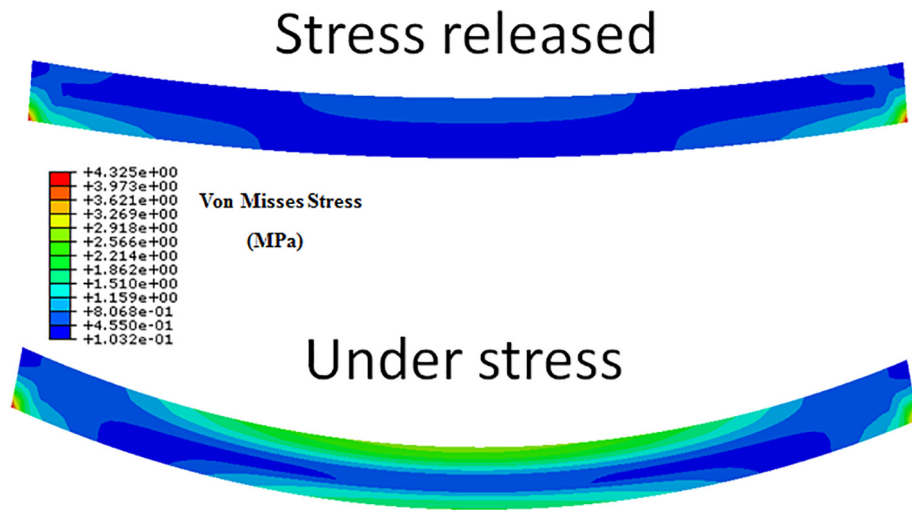 Stress released
+4.325e+00
+3.973e+00
+3.621e+00
+3.269e+00
+2.918e+00
+2.566e+00
+2.214e+00
+1.862e+00
+1.510e+00
+1.159e+00
+8.068e-01
+4.550e-01
+1.032e-01
Von Misses Stress
(MPa)
Under stress